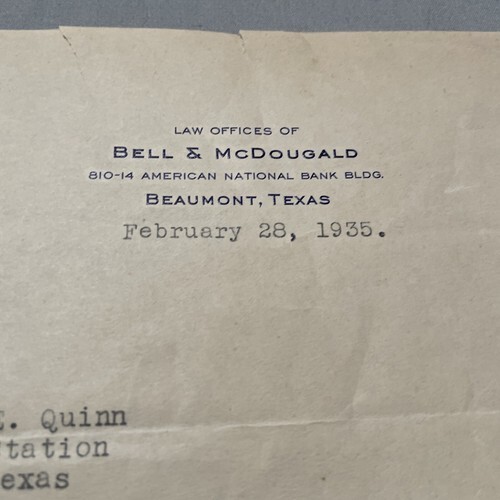 LAW OFFICES OF
BELL & MCDOUGALD
810-14 AMERICAN NATIONAL BANK BLDG.
BEAUMONT, TEXAS
February 28, 1935.
E. Quinn
tation
exas